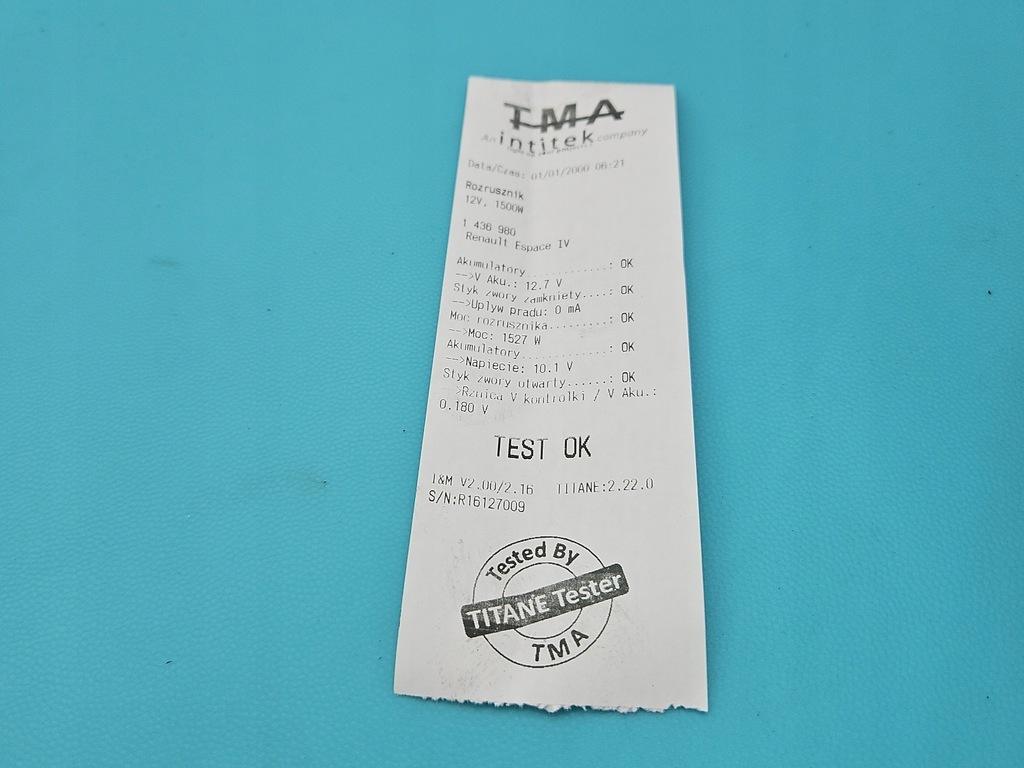 TMA
An intitek company
Data/Czas: 01/01/2000 06:21
Rozrusznik
12V, 1500W
1 436 980
Renault Espace IV
Akumulatory............: OK
-->V Aku.: 12.7 V
Styk zwory zamkniety....: OK
-->Uplyw pradu: 0 mA
Moc rozrusznika.........: OK
-->Moc: 1527 W
Akumulatory............: OK
-->Napiecie: 10.1 V
Styk zwory otwarty......: OK
-->Rznica V kontrolki / V Aku.:
0.180 V
TEST OK
I&M V2.00/2.16 TITANE:2.22.0
S/N:R16127009
Tested By
TITANE Tester
TMA